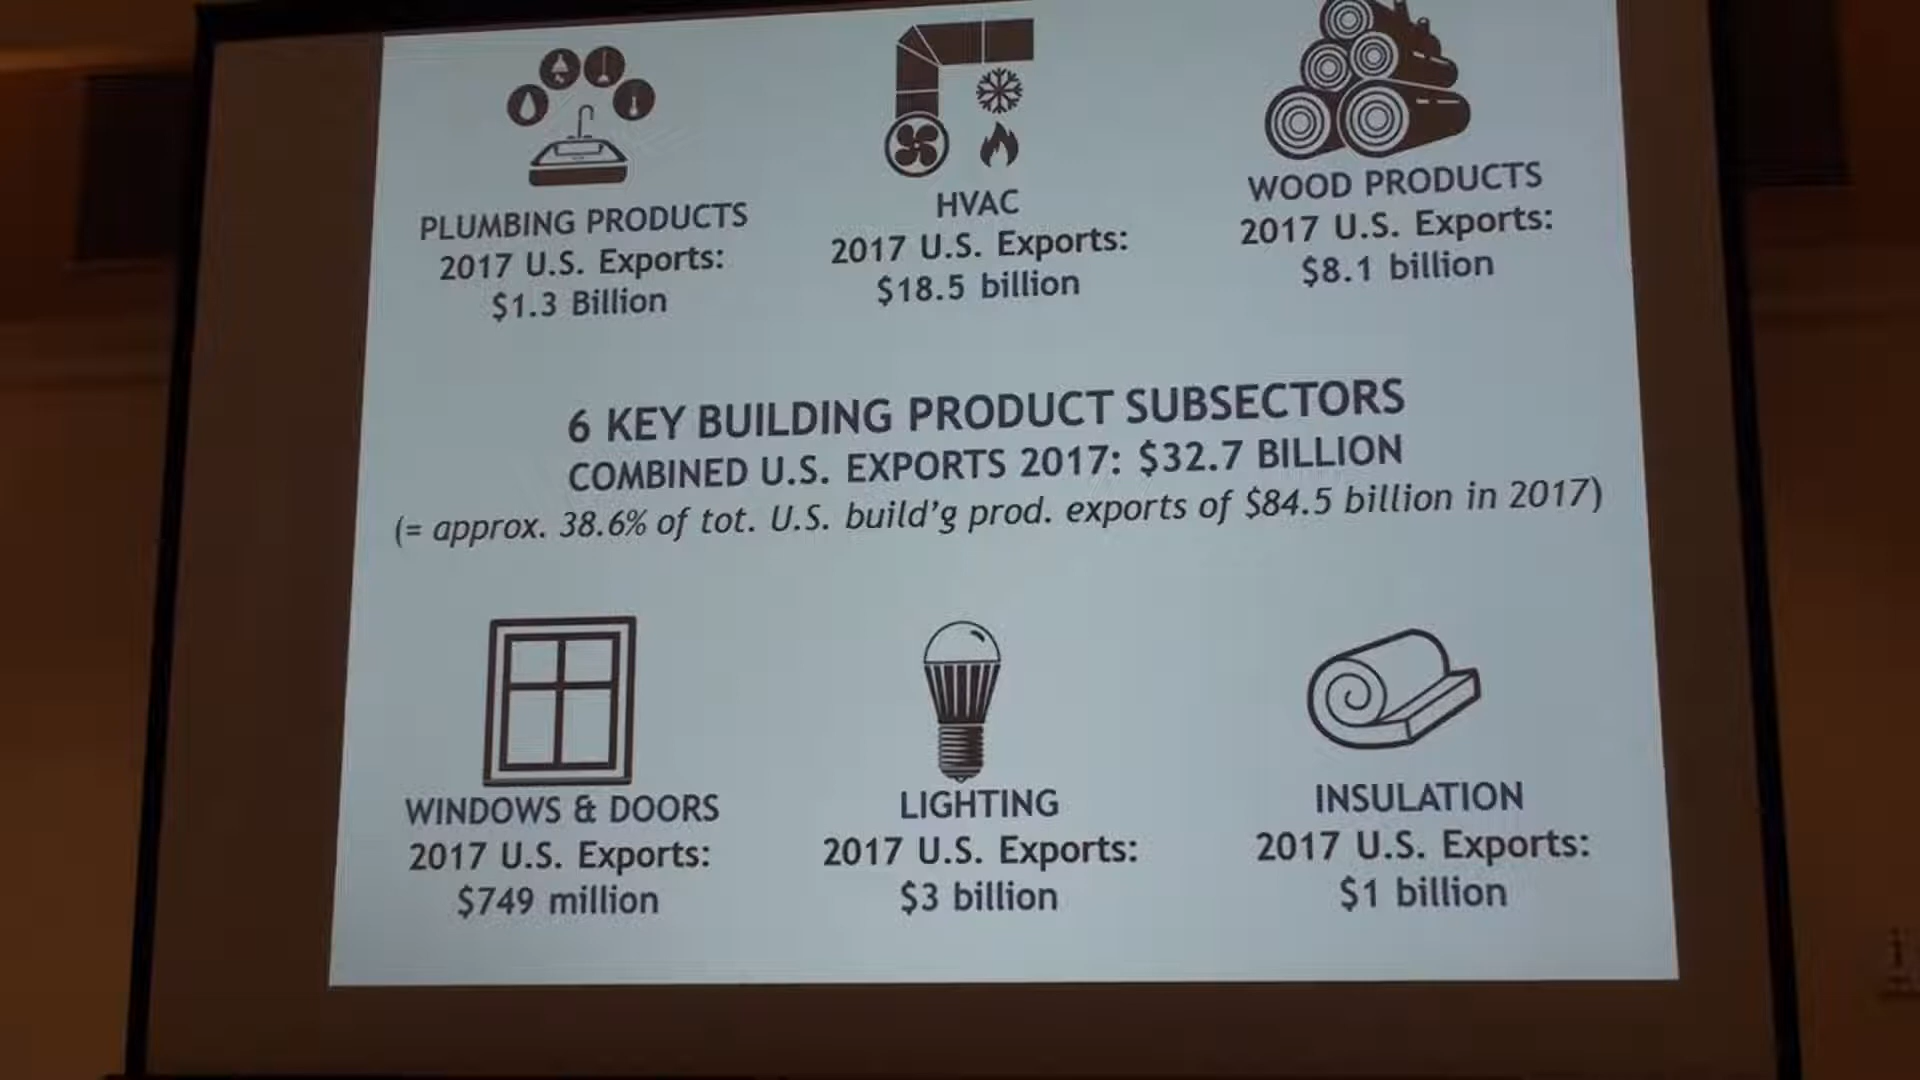 PLUMBING PRODUCTS
2017 U.S. Exports:
$1.3 Billion
HVAC
2017 U.S. Exports:
$18.5 billion
WOOD PRODUCTS
2017 U.S. Exports:
$8.1 billion
6 KEY BUILDING PRODUCT SUBSECTORS
COMBINED U.S. EXPORTS 2017: $32.7 BILLION
(= approx. 38.6% of tot. U.S. build'g prod. exports of $84.5 billion in 2017)
WINDOWS & DOORS
2017 U.S. Exports:
$749 million
LIGHTING
2017 U.S. Exports:
$3 billion
INSULATION
2017 U.S. Exports:
$1 billion